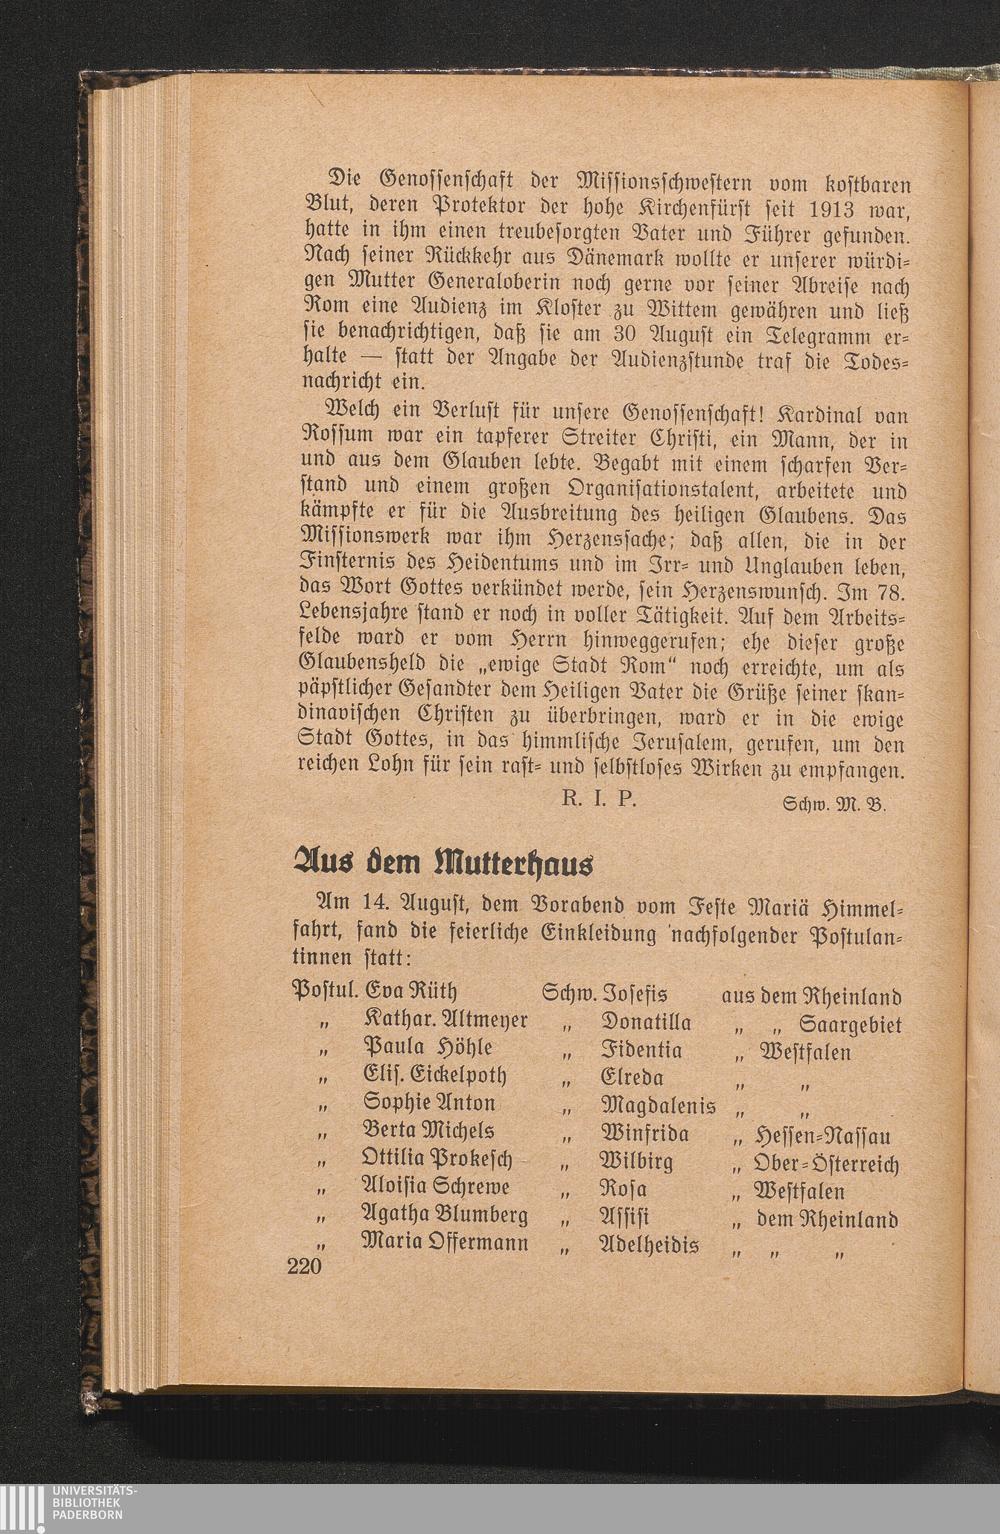 Die Genossenschaft der Missionsschwestern vom kostbaren
Blut, deren Protektor der hohe Kirchenfürst seit 1913 war,
hatte in ihm einen treubesorgten Vater und Führer gefunden.
Nach seiner Rückkehr aus Dänemark wollte er unserer würdi-
gen Mutter Generaloberin noch gerne vor seiner Abreise nach
Rom eine Audienz im Kloster zu Wittem gewähren und ließ
sie benachrichtigen, daß sie am 30 August ein Telegramm er-
halte — statt der Angabe der Audienzstunde traf die Todes-
nachricht ein.
Welch ein Verlust für unsere Genossenschaft! Kardinal van
Rossum war ein tapferer Streiter Christi, ein Mann, der in
und aus dem Glauben lebte. Begabt mit einem scharfen Ver-
stand und einem großen Organisationstalent, arbeitete und
kämpfte er für die Ausbreitung des heiligen Glaubens. Das
Missionswerk war ihm Herzenssache; daß allen, die in der
Finsternis des Heidentums und im Irr- und Unglauben leben,
das Wort Gottes verkündet werde, sein Herzenswunsch. Im 78.
Lebensjahre stand er noch in voller Tätigkeit. Auf dem Arbeits-
felde ward er vom Herrn hinweggerufen; ehe dieser große
Glaubensheld die „ewige Stadt Rom“ noch erreichte, um als
päpstlicher Gesandter dem Heiligen Vater die Grüße seiner skan-
dinavischen Christen zu überbringen, ward er in die ewige
Stadt Gottes, in das himmlische Jerusalem, gerufen, um den
reichen Lohn für sein rast- und selbstloses Wirken zu empfangen.
R. I. P. Schw. M. B.
Aus dem Mutterhaus
Am 14. August, dem Vorabend vom Feste Mariä Himmel-
fahrt, fand die feierliche Einkleidung nachfolgender Postulan-
tinnen statt:
Postul. Eva Rüth Schw. Josefis aus dem Rheinland
„ Kathar. Altmeyer „ Donatilla „ „ Saargebiet
„ Paula Höhle „ Fidentia „ Westfalen
„ Elis. Eickelpoth „ Elreda „ „
„ Sophie Anton „ Magdalenis „ „
„ Berta Michels „ Winfrida „ Hessen-Nassau
„ Ottilia Prokesch „ Wilbirg „ Ober-Österreich
„ Aloisia Schrewe „ Rosa „ Westfalen
„ Agatha Blumberg „ Assisi „ dem Rheinland
„ Maria Offermann „ Adelheidis „ „ „
220
UNIVERSITÄTS-
BIBLIOTHEK
PADERBORN